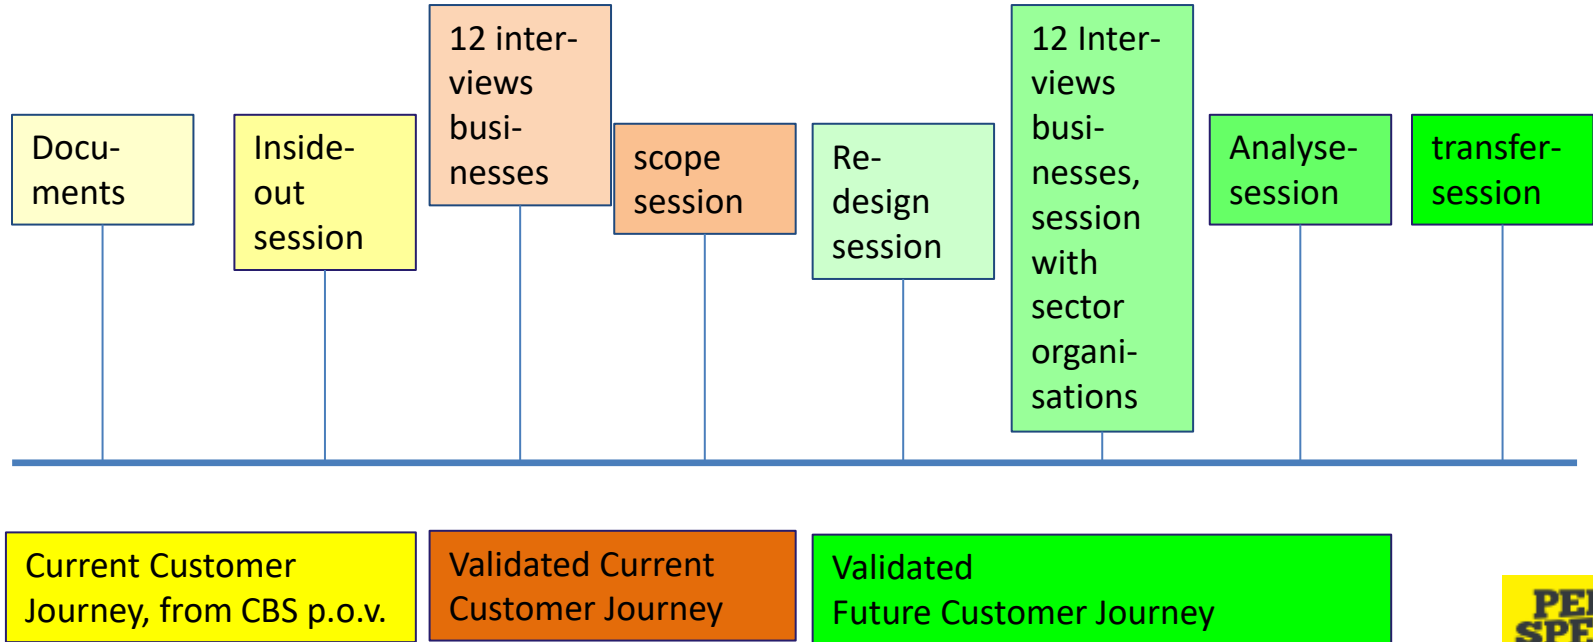 Docu-
ments
Inside-
out
session
12 inter-
views
busi-
nesses
scope
session
Re-
design
session
12 Inter-
views
busi-
nesses,
session
with
sector
organi-
sations
Analyse-
session
transfer-
session
Current Customer
Journey, from CBS p.o.v.
Validated Current
Customer Journey
Validated
Future Customer Journey